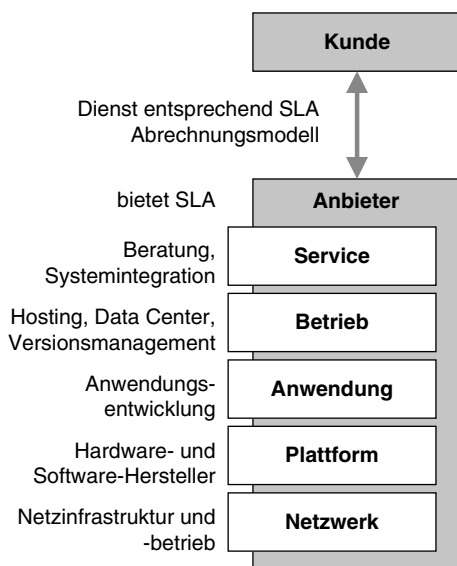 Kunde
Dienst entsprechend SLA
Abrechnungsmodell
bietet SLA
Anbieter
Beratung,
Systemintegration
Service
Hosting, Data Center,
Versionsmanagement
Betrieb
Anwendungs-
entwicklung
Anwendung
Hardware- und
Software-Hersteller
Plattform
Netzinfrastruktur und
-betrieb
Netzwerk